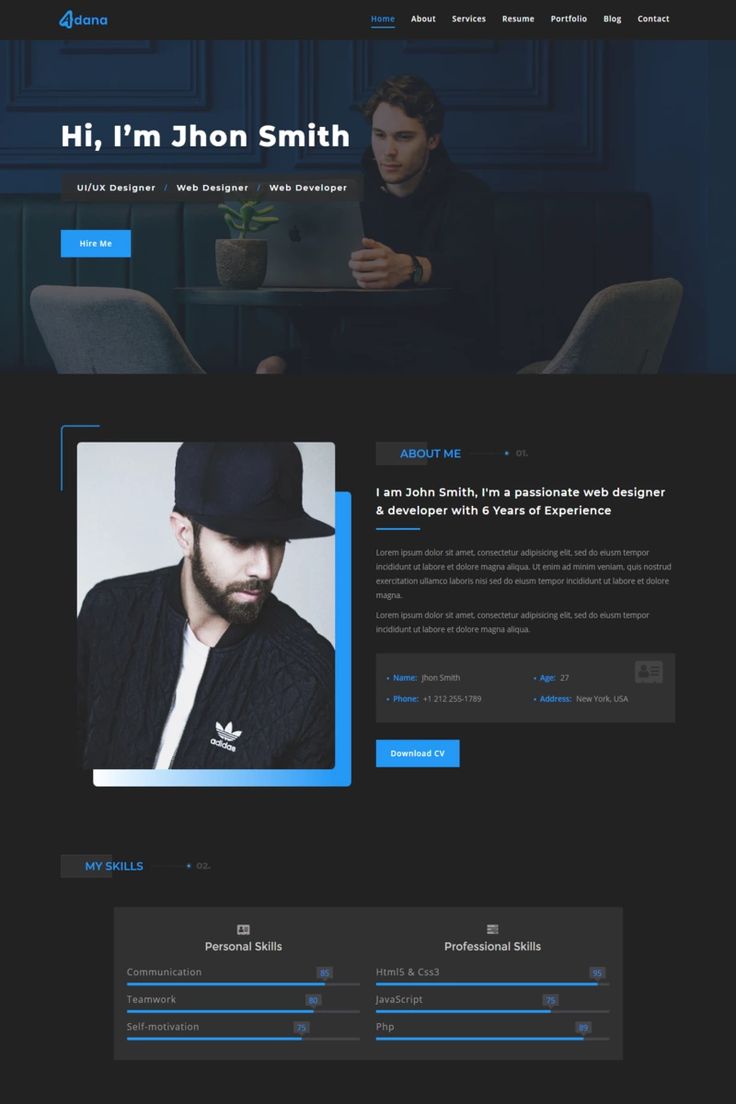 Adana
Home About Services Resume Portfolio Blog Contact
Hi, I’m Jhon Smith
UI/UX Designer / Web Designer / Web Developer
Hire Me
ABOUT ME 01.
I am John Smith, I'm a passionate web designer
& developer with 6 Years of Experience
Lorem ipsum dolor sit amet, consectetur adipisicing elit, sed do eiusm tempor
incididunt ut labore et dolore magna aliqua. Ut enim ad minim veniam, quis nostrud
exercitation ullamco laboris nisi sed do eiusm tempor incididunt ut labore et dolore
magna.
Lorem ipsum dolor sit amet, consectetur adipisicing elit, sed do eiusm tempor
incididunt ut labore et dolore magna aliqua.
Name: Jhon Smith
Age: 27
Phone: +1 212 255-1789
Address: New York, USA
Download CV
adidas
MY SKILLS 02.
Personal Skills
Communication 85
Teamwork 80
Self-motivation 75
Professional Skills
Html5 & Css3 95
JavaScript 75
Php 89